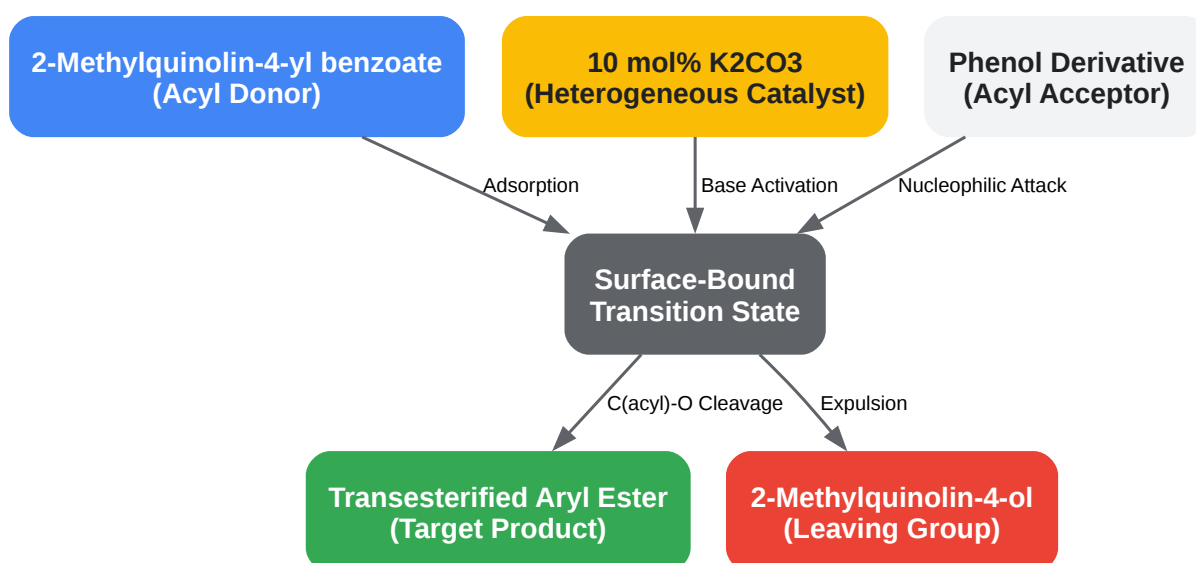 2-Methylquinolin-4-yl benzoate
(Acyl Donor)
10 mol% K2CO3
(Heterogeneous Catalyst)
Phenol Derivative
(Acyl Acceptor)
Adsorption
Base Activation
Nucleophilic Attack
Surface-Bound
Transition State
C(acyl)-O Cleavage
Expulsion
Transesterified Aryl Ester
(Target Product)
2-Methylquinolin-4-ol
(Leaving Group)